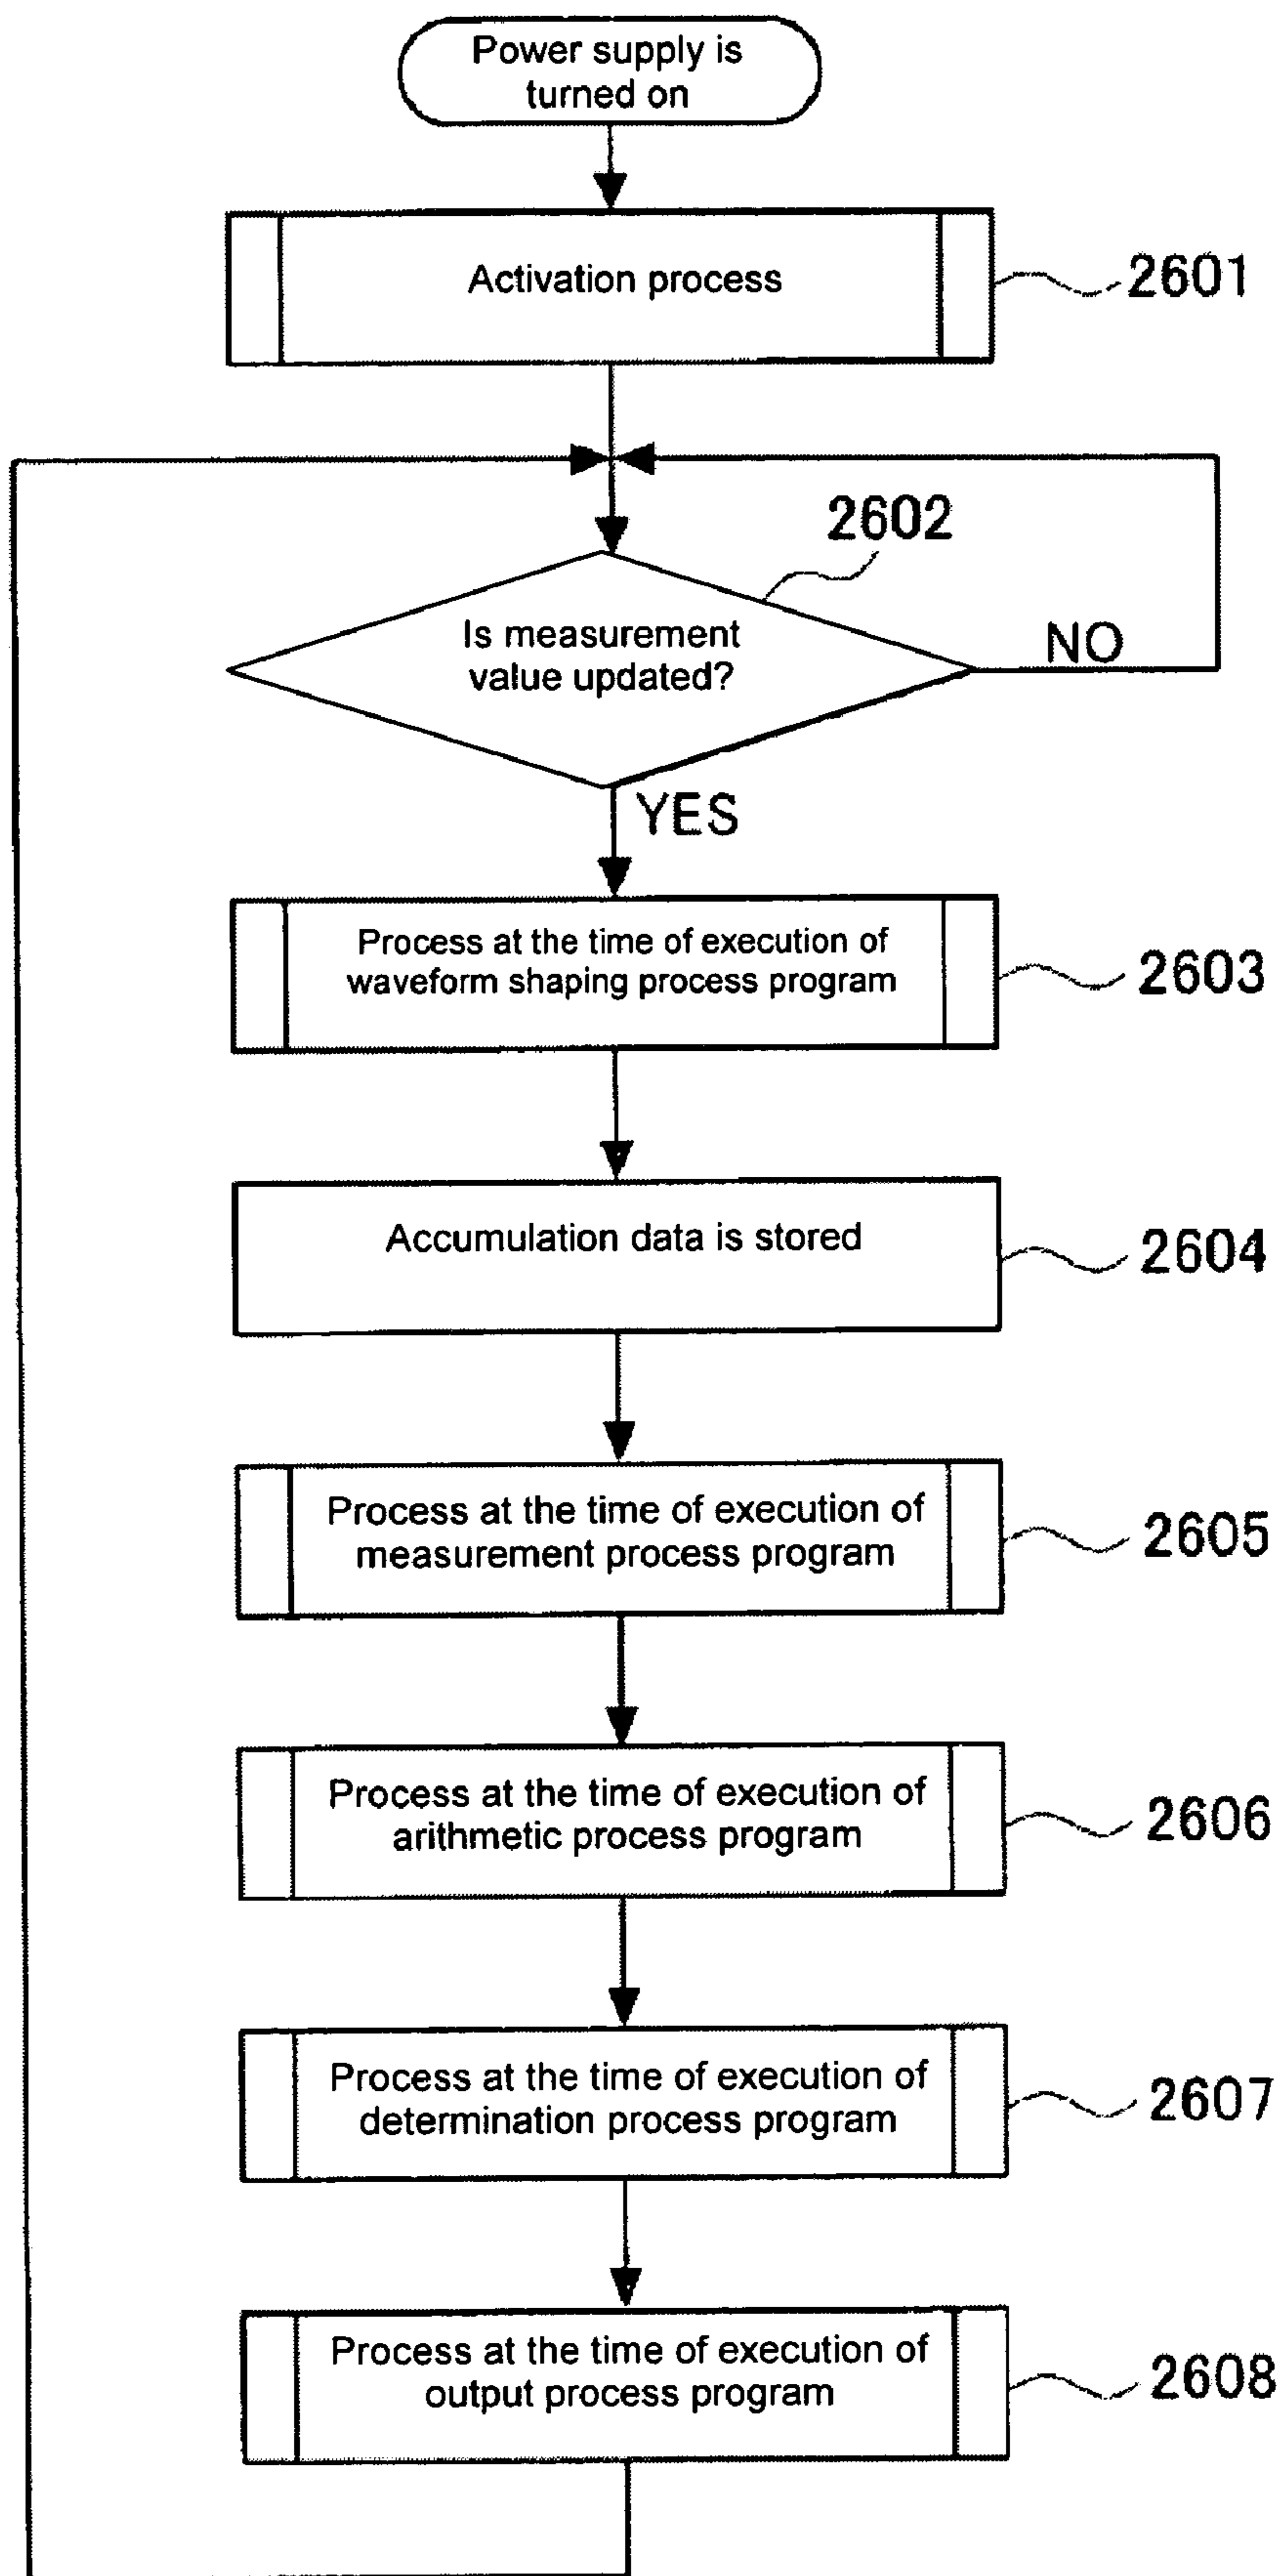 Power supply is
turned on
Activation process
2601
2602
Is measurement
value updated?
NO
YES
Process at the time of execution of
waveform shaping process program
2603
Accumulation data is stored
2604
Process at the time of execution of
measurement process program
2605
Process at the time of execution of
arithmetic process program
2606
Process at the time of execution of
determination process program
2607
Process at the time of execution of
output process program
2608